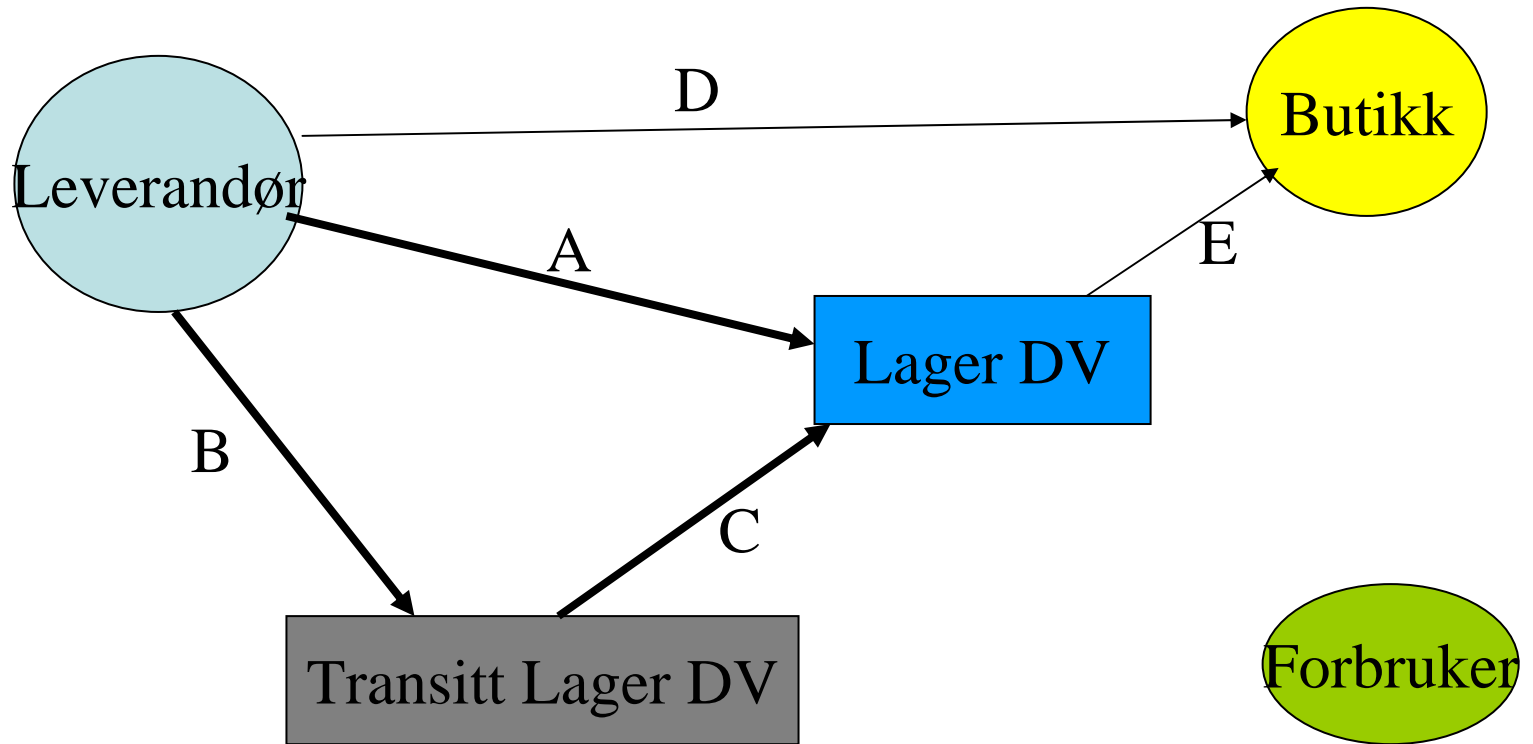 D
Butikk
Leverandør
A
E
Lager DV
B
C
Transitt Lager DV
Forbruker